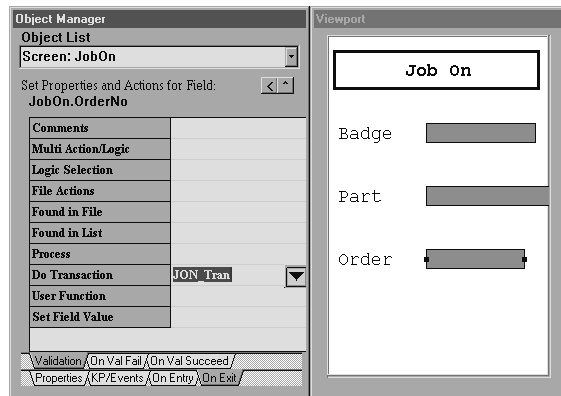 Object Manager
Object List
Screen: JobOn
Set Properties and Actions for Field:
JobOn.OrderNo
Comments
Multi Action/Logic
Logic Selection
File Actions
Found in File
Found in List
Process
Do Transaction JON_Tran
User Function
Set Field Value
Validation On Val Fail On Val Succeed
Properties KP/Events On Entry On Exit
Viewport
Job On
Badge
Part
Order